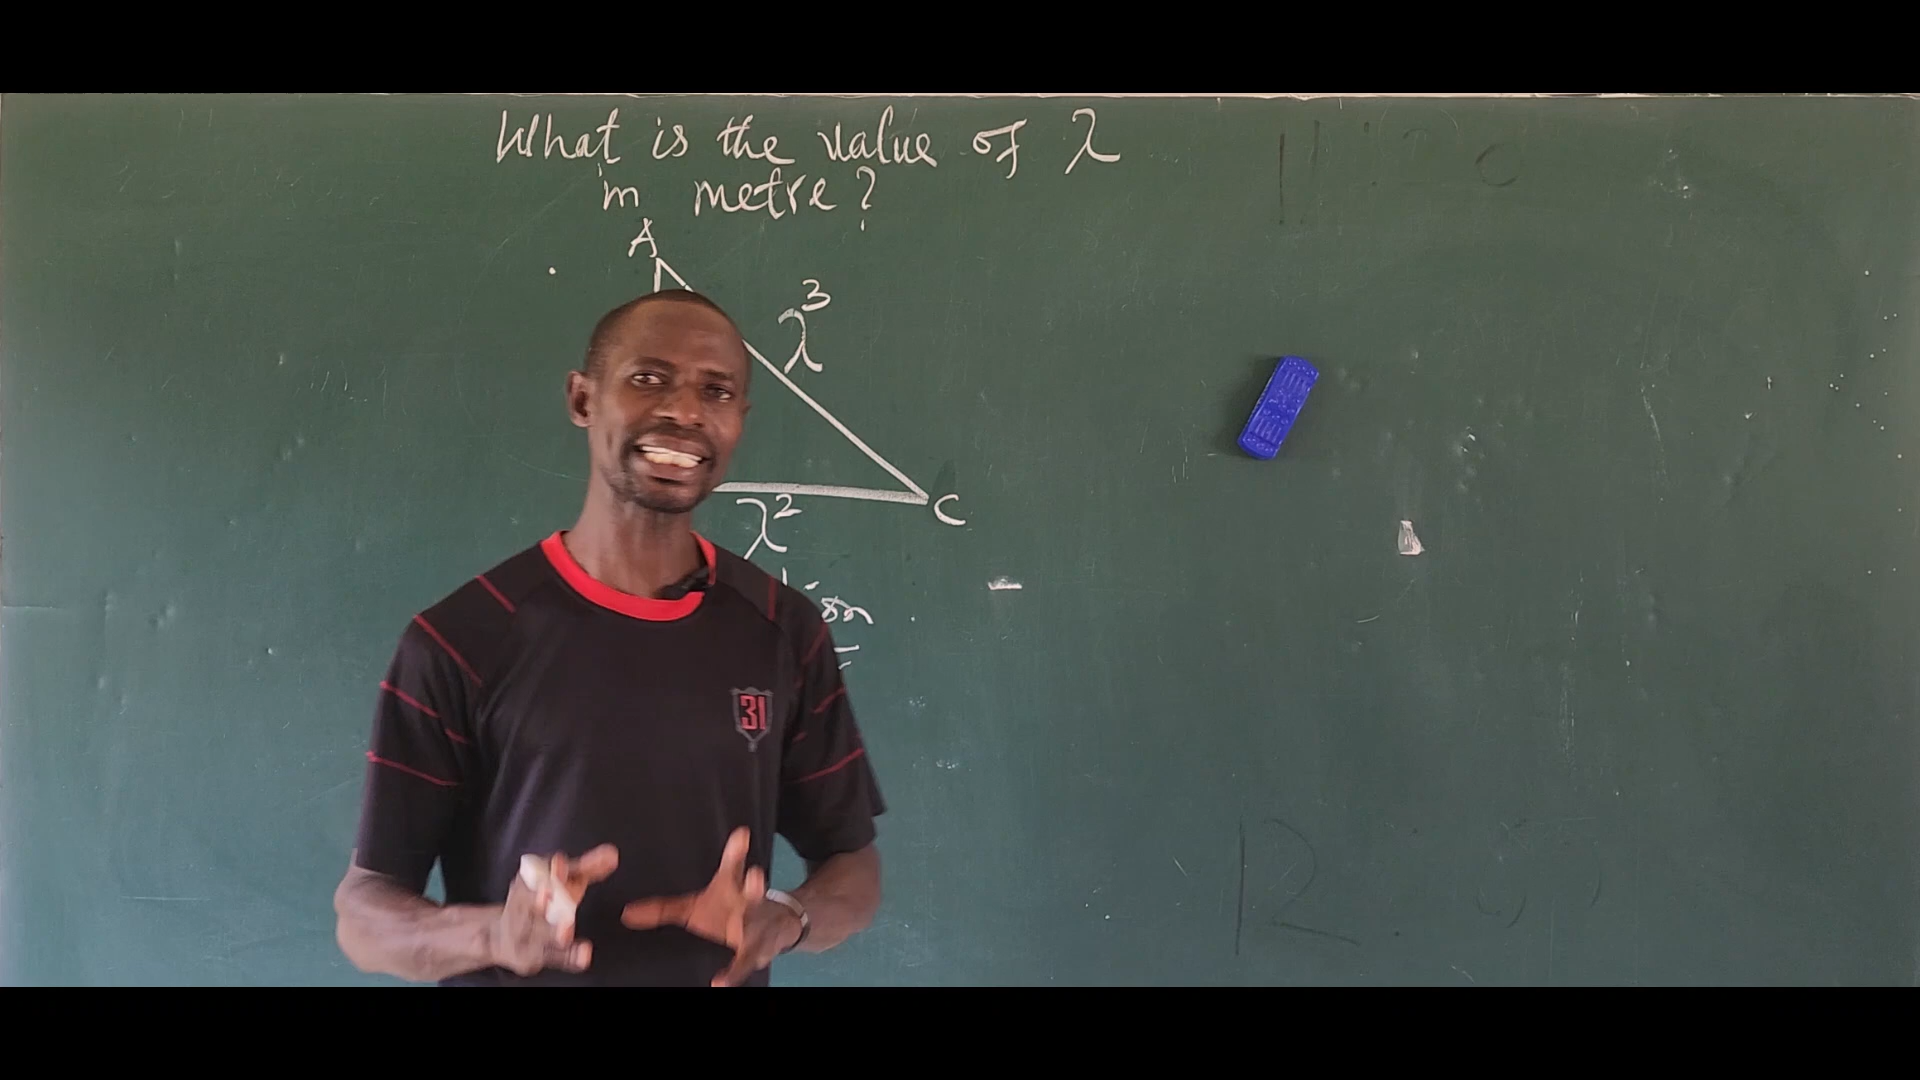 What is the value of λ
in metre?
A
λ³
C
λ²
31